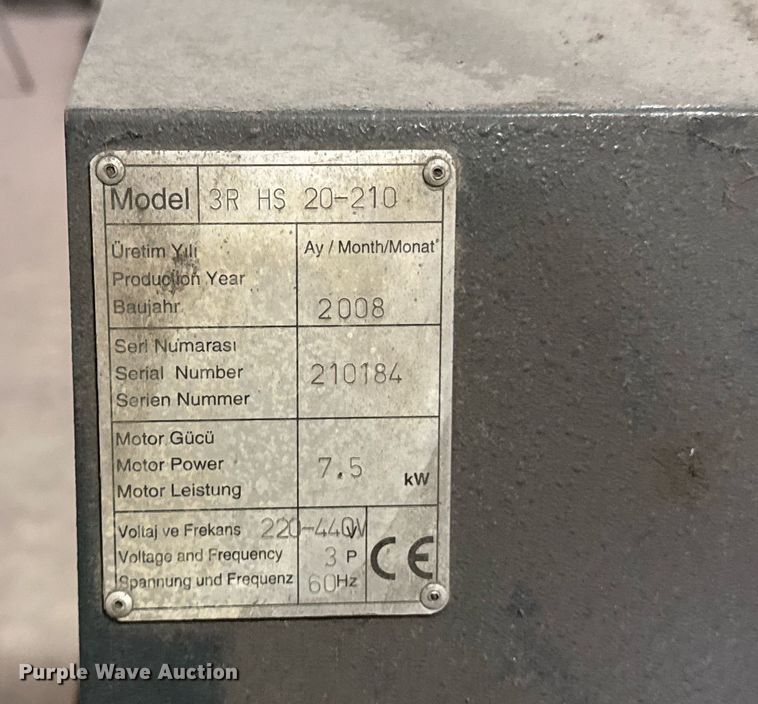 Model 3R HS 20-210
Üretim Yılı Ay / Month/Monat
Production Year
Baujahr 2008
Seri Numarası
Serial Number 210184
Serien Nummer
Motor Gücü
Motor Power 7.5 kW
Motor Leistung
Voltaj ve Frekans 220-440V
Voltage and Frequency 3 P CE
Spannung und Frequenz 60Hz
Purple Wave Auction